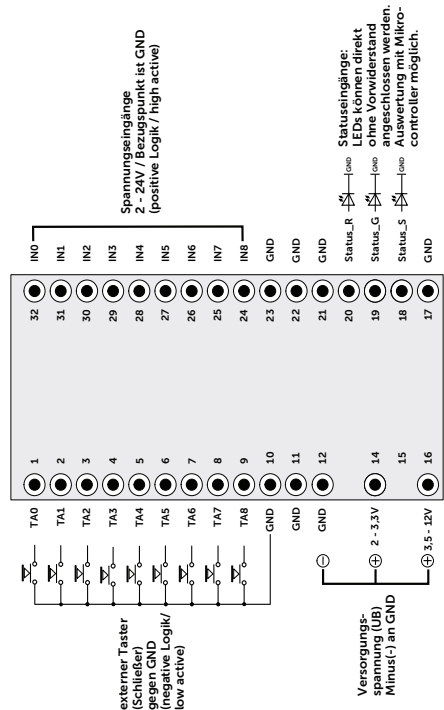 externer Taster
(Schließer)
gegen GND
(negative Logik/
low active)
Versorgungs-
spannung (UB)
Minus(-) an GND
2 - 3,3V
3,5 - 12V
TA0 1
TA1 2
TA2 3
TA3 4
TA4 5
TA5 6
TA6 7
TA7 8
TA8 9
GND 10
GND 11
GND 12
14
15
16
32 IN0
31 IN1
30 IN2
29 IN3
28 IN4
27 IN5
26 IN6
25 IN7
24 IN8
23 GND
22 GND
21 GND
20 Status_R GND
19 Status_G GND
18 Status_S GND
17 GND
Spannungseingänge
2 - 24V / Bezugspunkt ist GND
(positive Logik / high active)
Statuseingänge:
LEDs können direkt
ohne Vorwiderstand
angeschlossen werden.
Auswertung mit Mikro-
controller möglich.